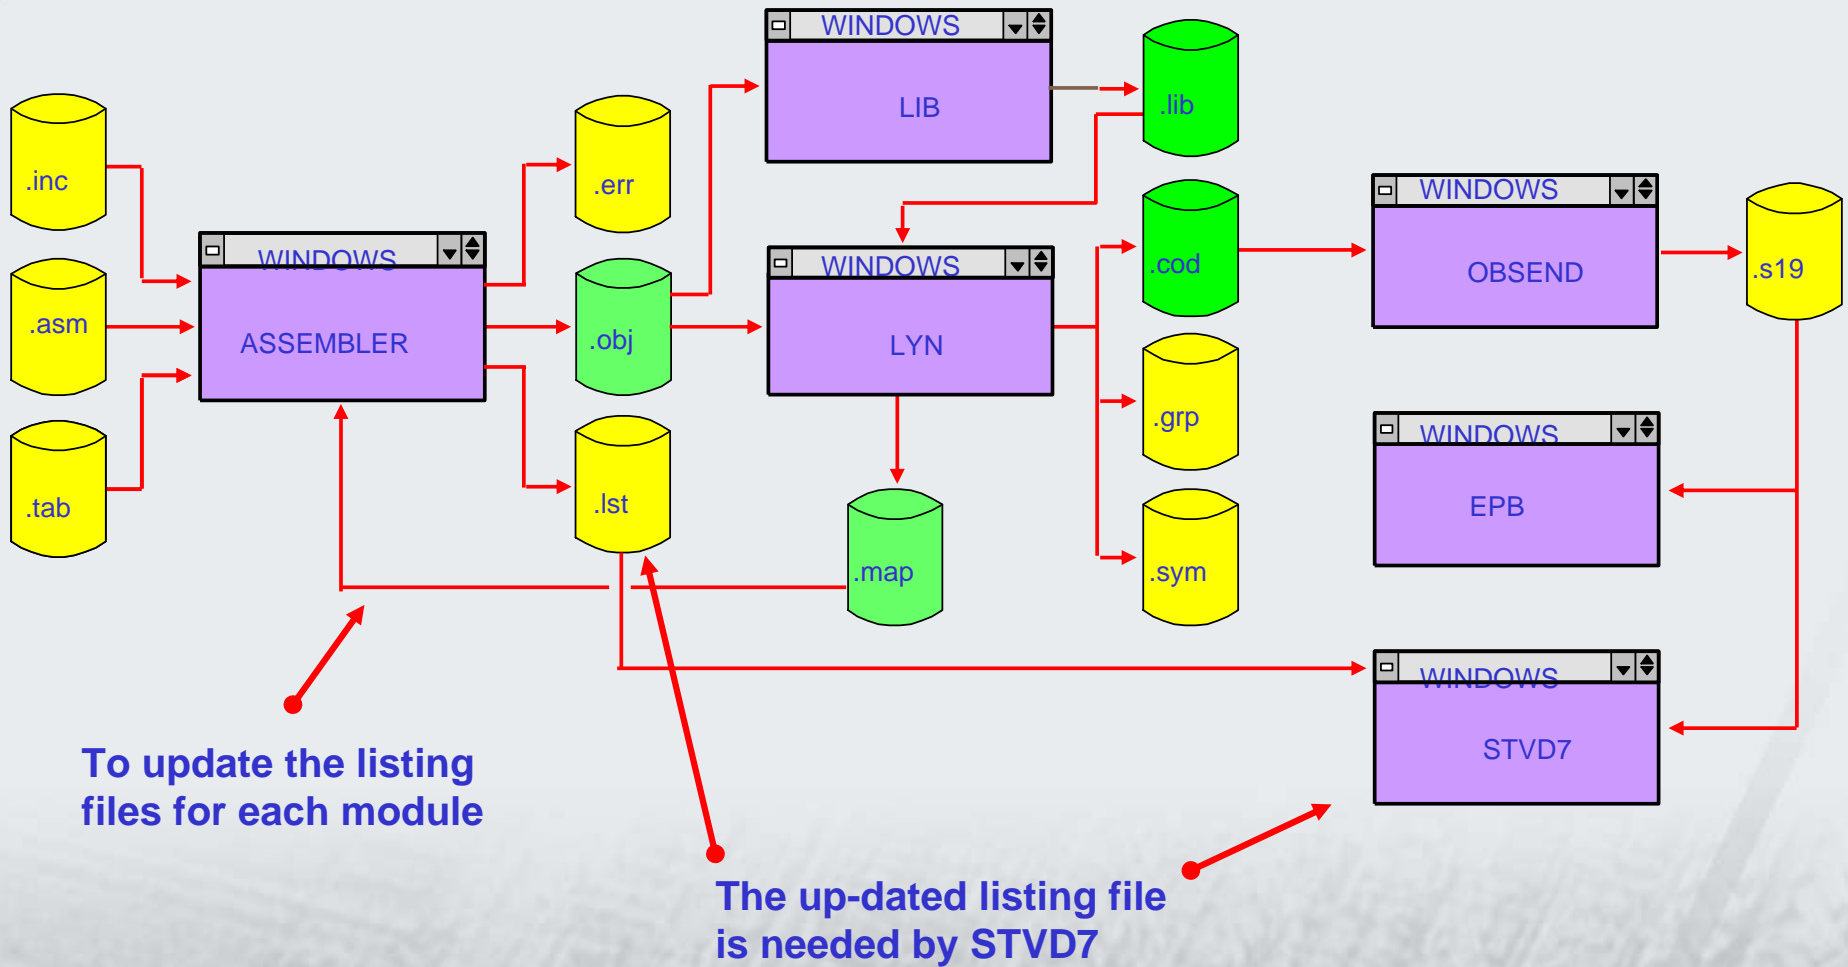 WINDOWS
LIB
.lib
.inc
.err
WINDOWS
ASSEMBLER
.asm
.obj
WINDOWS
LYN
.cod
WINDOWS
OBSEND
.s19
.tab
.lst
.map
.grp
.sym
WINDOWS
EPB
WINDOWS
STVD7
To update the listing
files for each module
The up-dated listing file
is needed by STVD7